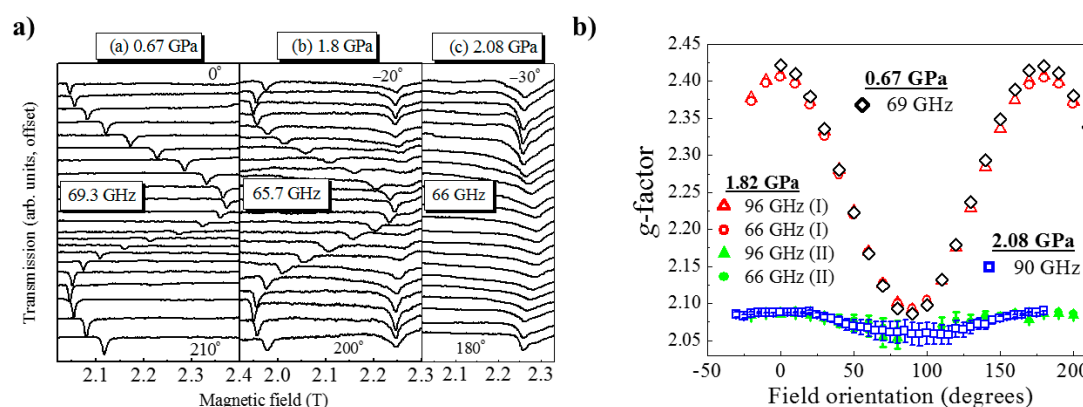 a)
(a) 0.67 GPa
(b) 1.8 GPa
(c) 2.08 GPa
0°
−20°
−30°
69.3 GHz
65.7 GHz
66 GHz
210°
200°
180°
Transmission (arb. units, offset)
2.1 2.2 2.3 2.4 2.1 2.2 2.3 2.2 2.3
Magnetic field (T)
b)
2.45
2.40
2.35
2.30
2.25
2.20
2.15
2.10
2.05
g-factor
0.67 GPa
69 GHz
1.82 GPa
96 GHz (I)
66 GHz (I)
96 GHz (II)
66 GHz (II)
2.08 GPa
90 GHz
-50 0 50 100 150 200
Field orientation (degrees)